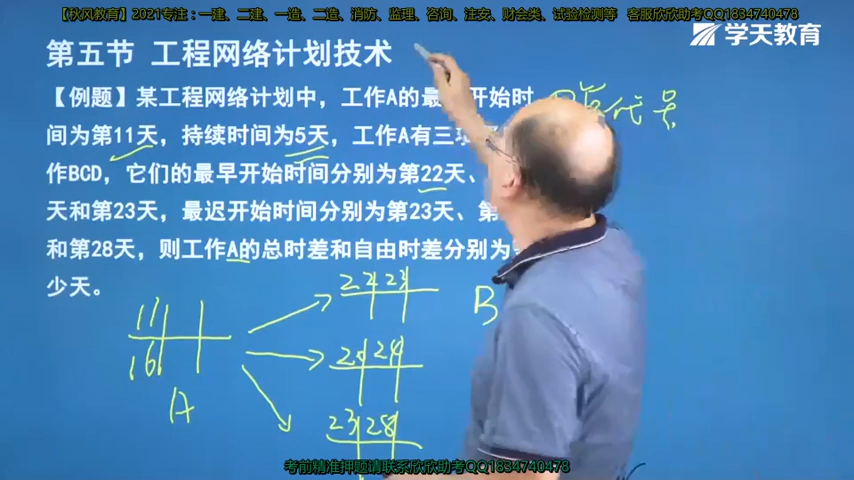 【秋风教育】2021专注：一建、二建、一造、二造、消防、监理、咨询、注安、财会类、试验检测等 客服欣欣助考QQ1834740478
学天教育
第五节 工程网络计划技术
【例题】某工程网络计划中，工作A的最 开始时
间为第11天，持续时间为5天，工作A有三
作BCD，它们的最早开始时间分别为第22天、
天和第23天，最迟开始时间分别为第23天、第
和第28天，则工作A的总时差和自由时差分别为
少天。
代号
22 23
B
11
16
A
23 28
考前精准押题请联系欣欣助考QQ1834740478